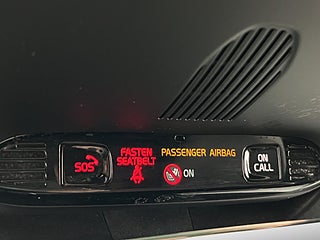 SOS
FASTEN
SEATBELT
PASSENGER AIRBAG
ON
ON
CALL